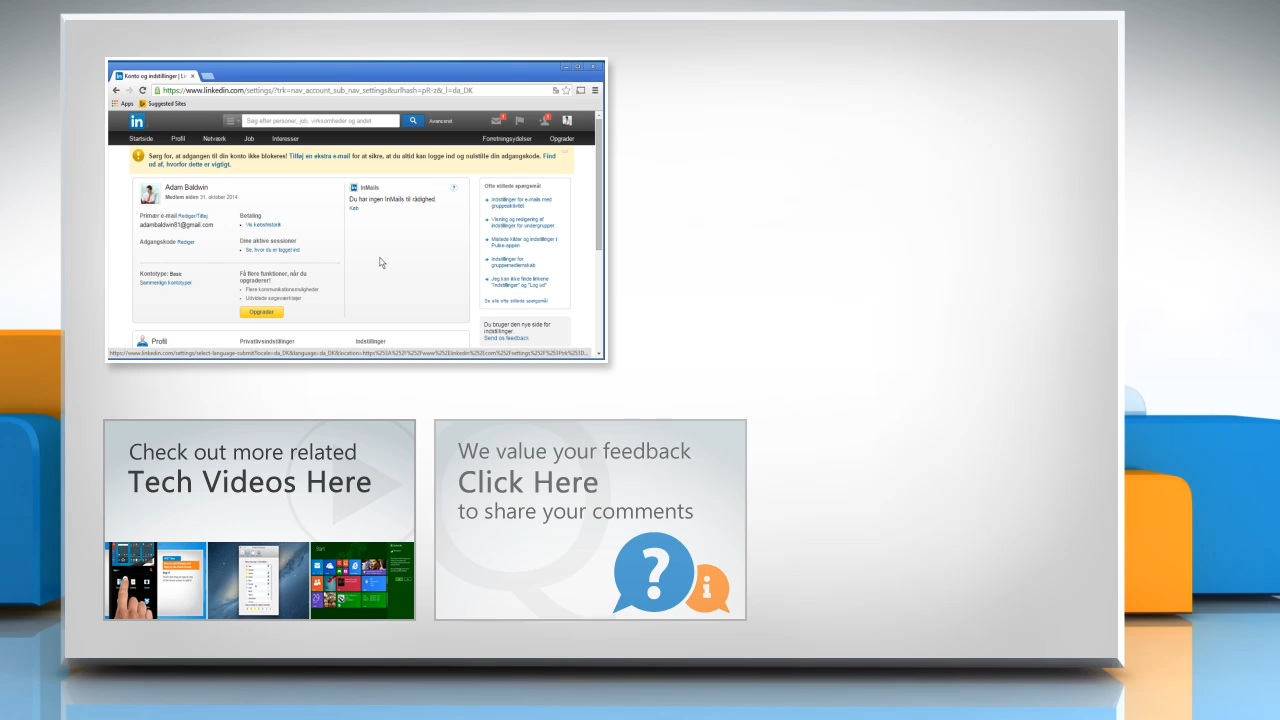 Konto og indstillinger | Li
https://www.linkedin.com/settings/?trk=nav_account_sub_nav_settings&urlhash=pR-z&_l=da_DK
Apps Suggested Sites
in
Søg efter personer, job, virksomheder og andet
Avanceret
Startside Profil Netværk Job Interesser Forretningsydelser Opgrader
Sørg for, at adgangen til din konto ikke blokeres! Tilføj en ekstra e-mail for at sikre, at du altid kan logge ind og nulstille din adgangskode. Find
ud af, hvorfor dette er vigtigt.
Adam Baldwin
Medlem siden 31. oktober 2014
Primær e-mail Rediger/Tilføj
adambaldwin81@gmail.com
Adgangskode Rediger
Kontotype: Basic
Sammenlign kontotyper
Betaling
Vis købshistorik
Dine aktive sessioner
Se, hvor du er logget ind
Få flere funktioner, når du
opgraderer!
Flere kommunikationsmuligheder
Udvidede søgeværktøjer
Opgrader
InMails
Du har ingen InMails til rådighed.
Køb
Ofte stillede spørgsmål
Indstillinger for e-mails med
gruppeaktivitet
Visning og redigering af
indstillinger for undergrupper
Mistede kilder og indstillinger i
Pulse-appen
Indstillinger for
gruppemedlemskab
Jeg kan ikke finde linkene
"Indstillinger" og "Log ud"
Se alle ofte stillede spørgsmål
Du bruger den nye side for
indstillinger.
Send os feedback.
Profil Privatlivsindstillinger Indstillinger
Check out more related
Tech Videos Here
We value your feedback
Click Here
to share your comments
? i
Start